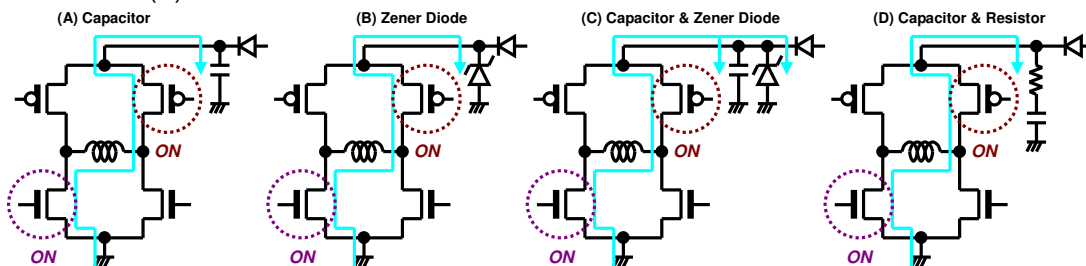 (A) Capacitor
(B) Zener Diode
(C) Capacitor & Zener Diode
(D) Capacitor & Resistor
ON
ON
ON
ON
ON
ON
ON
ON